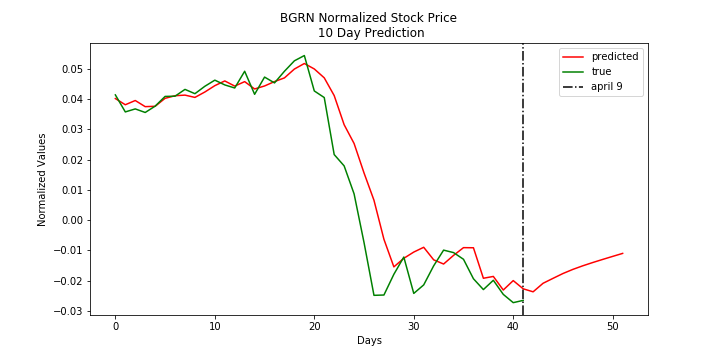 BGRN Normalized Stock Price
10 Day Prediction
predicted
true
april 9
Normalized Values
0.05
0.04
0.03
0.02
0.01
0.00
−0.01
−0.02
−0.03
0
10
20
30
40
50
Days